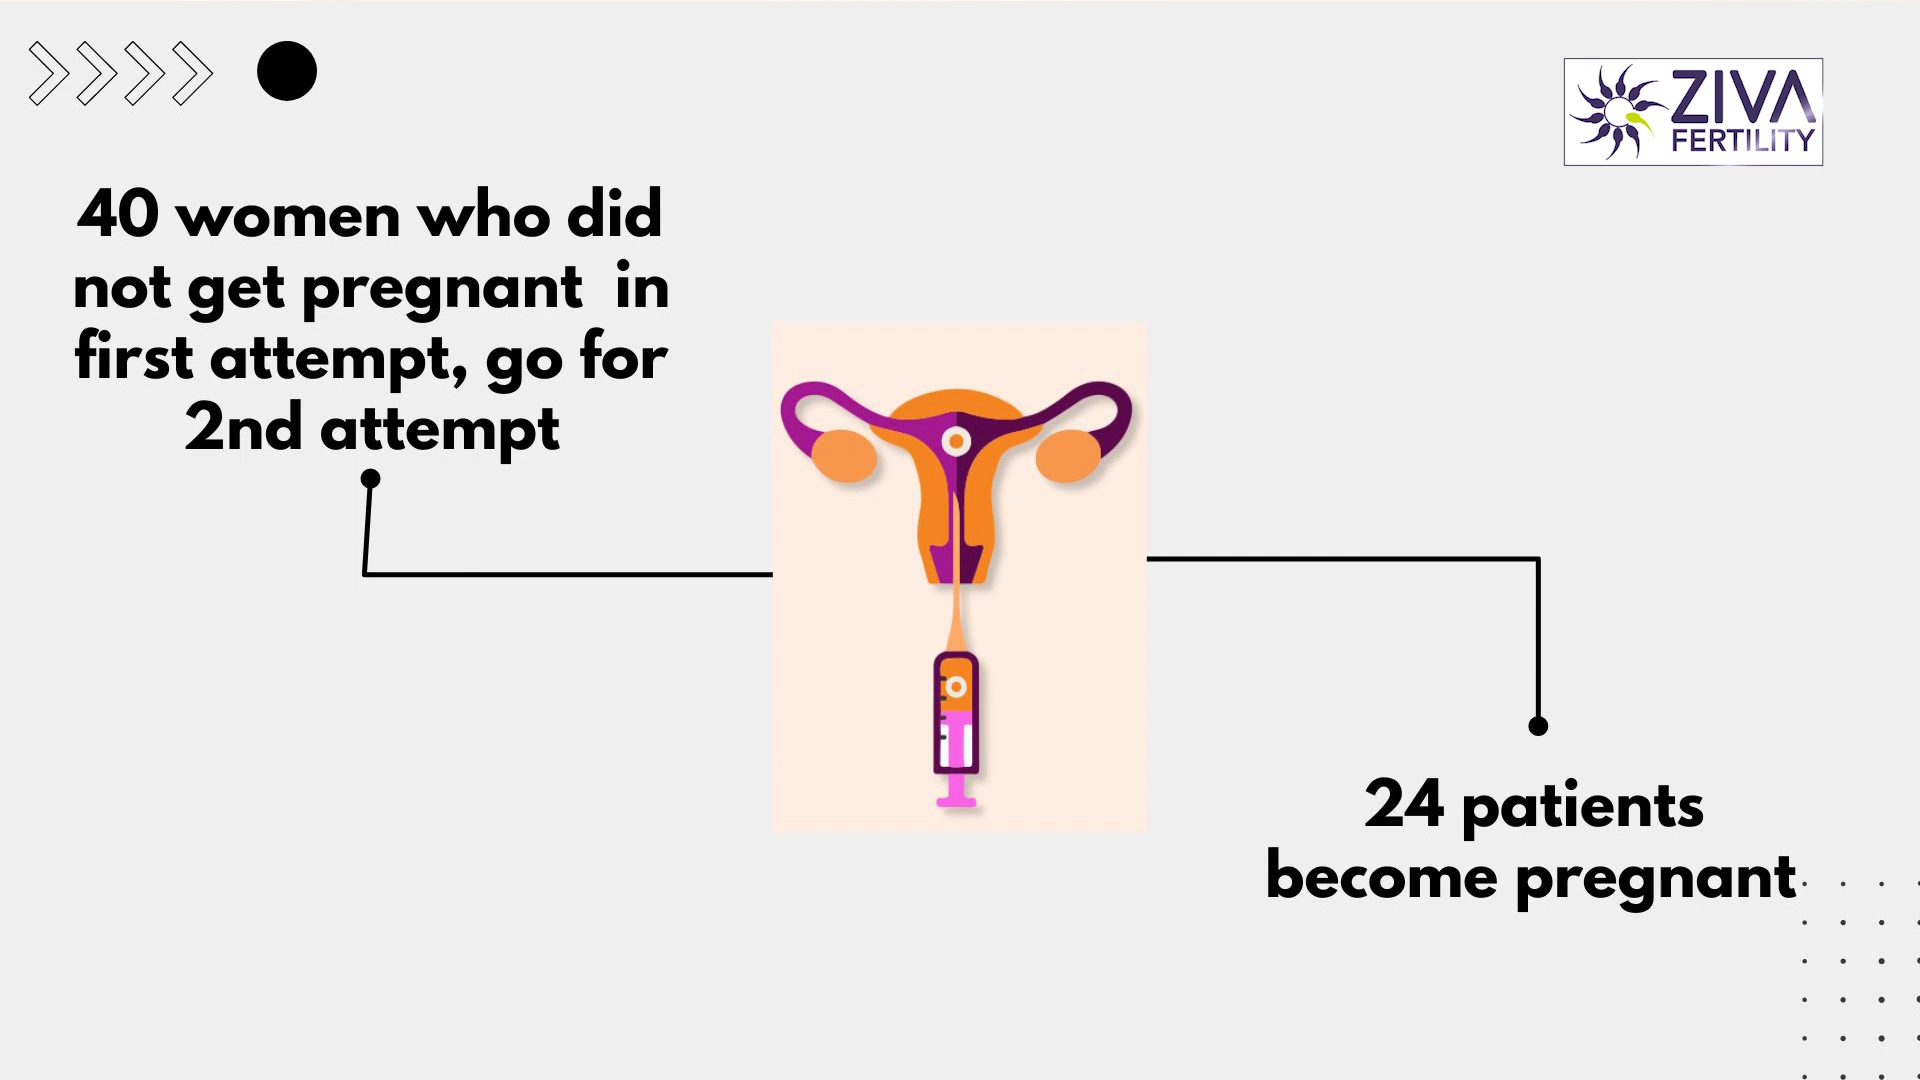 ZIVA
FERTILITY
40 women who did
not get pregnant  in
first attempt, go for
2nd attempt
24 patients
become pregnant